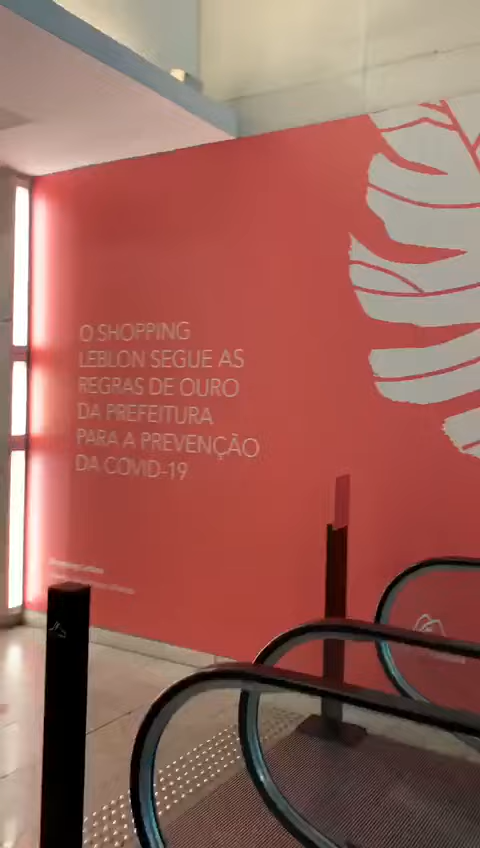 O SHOPPING
LEBLON SEGUE AS
REGRAS DE OURO
DA PREFEITURA
PARA A PREVENÇÃO
DA COVID-19